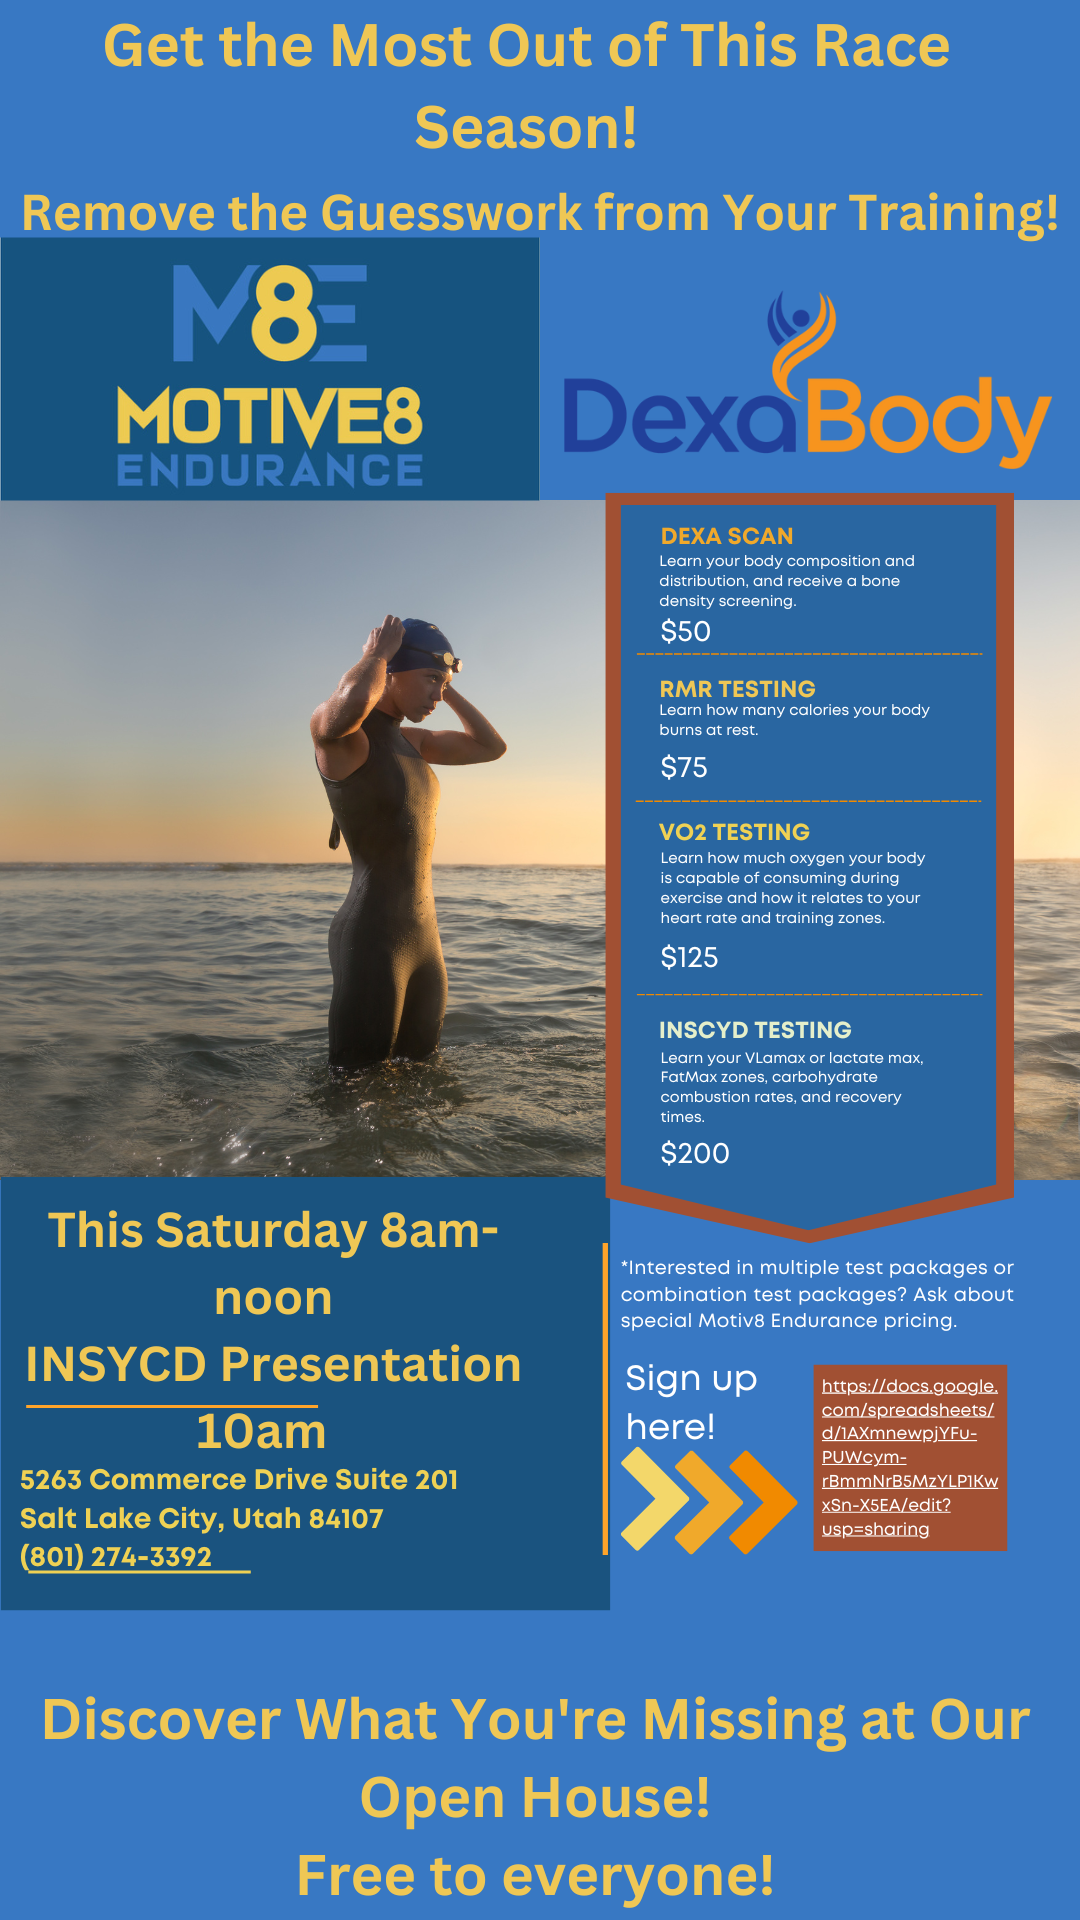 Get the Most Out of This Race
Season!
Remove the Guesswork from Your Training!
M8E
MOTIVE8
ENDURANCE
DexaBody
DEXA SCAN
Learn your body composition and
distribution, and receive a bone
density screening.
$50
RMR TESTING
Learn how many calories your body
burns at rest.
$75
VO2 TESTING
Learn how much oxygen your body
is capable of consuming during
exercise and how it relates to your
heart rate and training zones.
$125
INSCYD TESTING
Learn your VLamax or lactate max,
FatMax zones, carbohydrate
combustion rates, and recovery
times.
$200
This Saturday 8am-
noon
INSYCD Presentation
10am
5263 Commerce Drive Suite 201
Salt Lake City, Utah 84107
(801) 274-3392
*Interested in multiple test packages or
combination test packages? Ask about
special Motiv8 Endurance pricing.
Sign up
here!
https://docs.google.
com/spreadsheets/
d/1AXmnewpjYFu-
PUWcym-
rBmmNrB5MzYLP1Kw
xSn-X5EA/edit?
usp=sharing
Discover What You're Missing at Our
Open House!
Free to everyone!